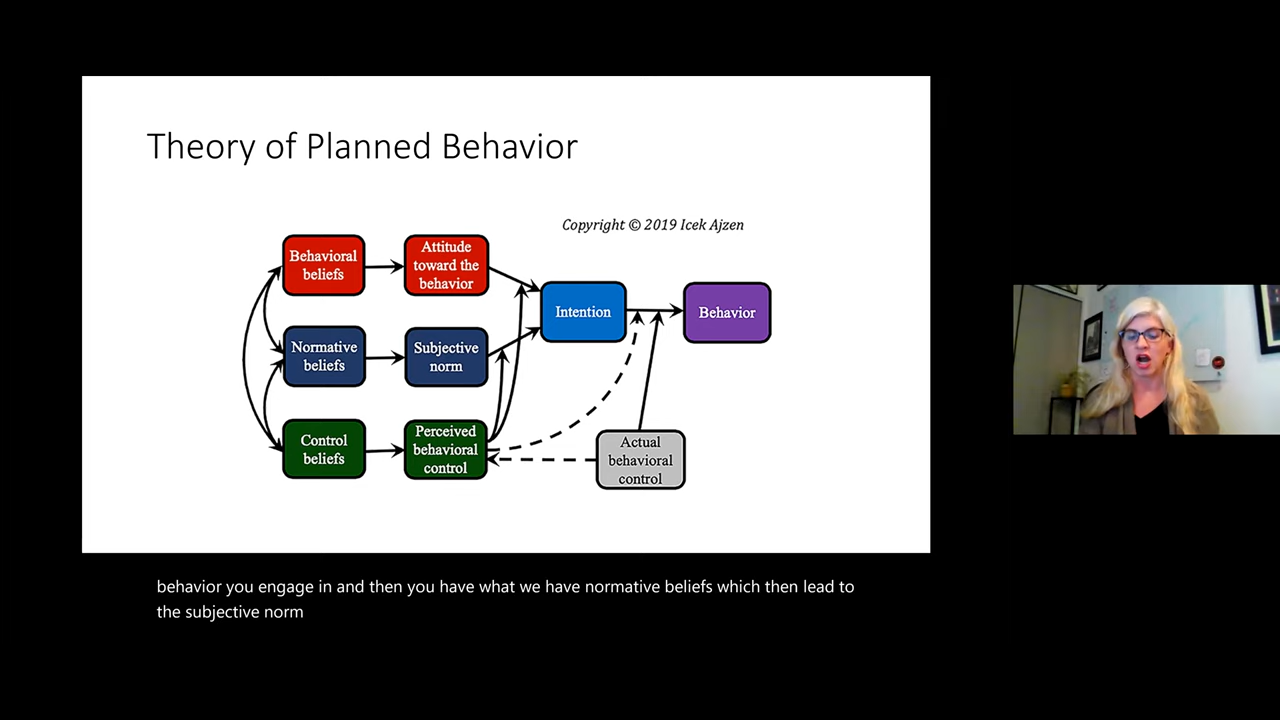 Theory of Planned Behavior
Copyright © 2019 Icek Ajzen
Behavioral
beliefs
Attitude
toward the
behavior
Intention
Behavior
Normative
beliefs
Subjective
norm
Control
beliefs
Perceived
behavioral
control
Actual
behavioral
control
behavior you engage in and then you have what we have normative beliefs which then lead to
the subjective norm